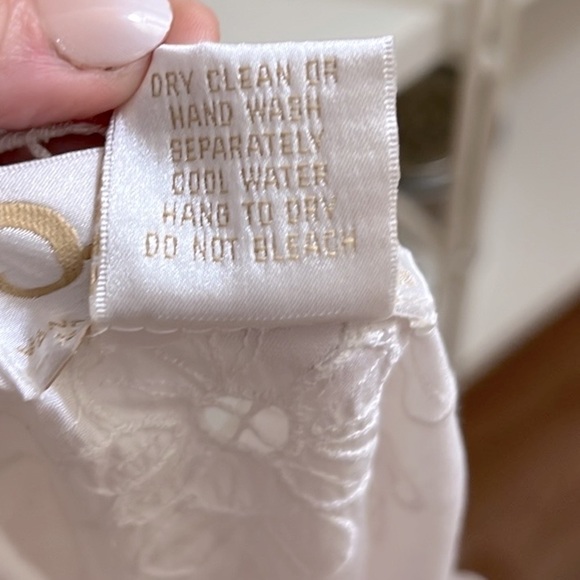 DRY CLEAN OR
HAND WASH
SEPARATELY
COOL WATER
HANG TO DRY
DO NOT BLEACH